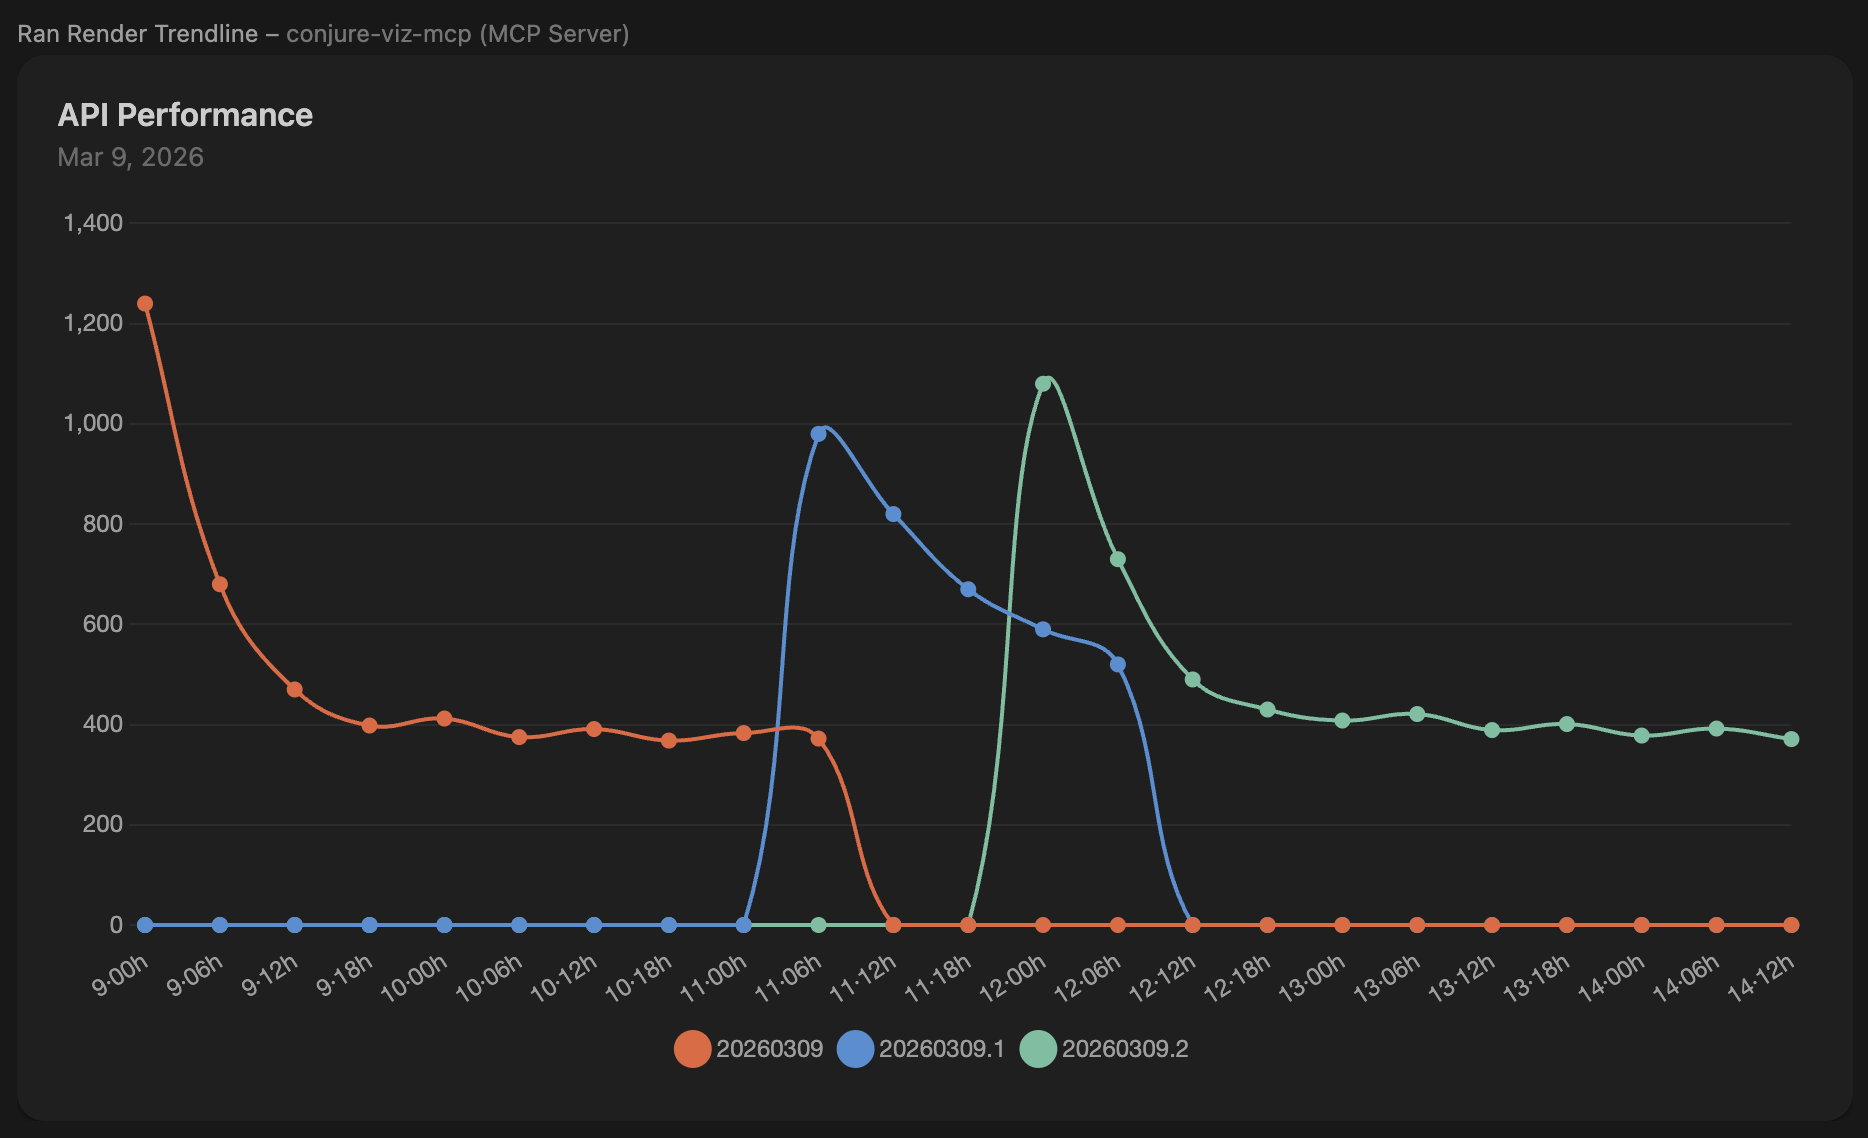 Ran Render Trendline – conjure-viz-mcp (MCP Server)
API Performance
Mar 9, 2026
1,400
1,200
1,000
800
600
400
200
0
9·00h 9·06h 9·12h 9·18h 10·00h 10·06h 10·12h 10·18h 11·00h 11·06h 11·12h 11·18h 12·00h 12·06h 12·12h 12·18h 13·00h 13·06h 13·12h 13·18h 14·00h 14·06h 14·12h
20260309 20260309.1 20260309.2